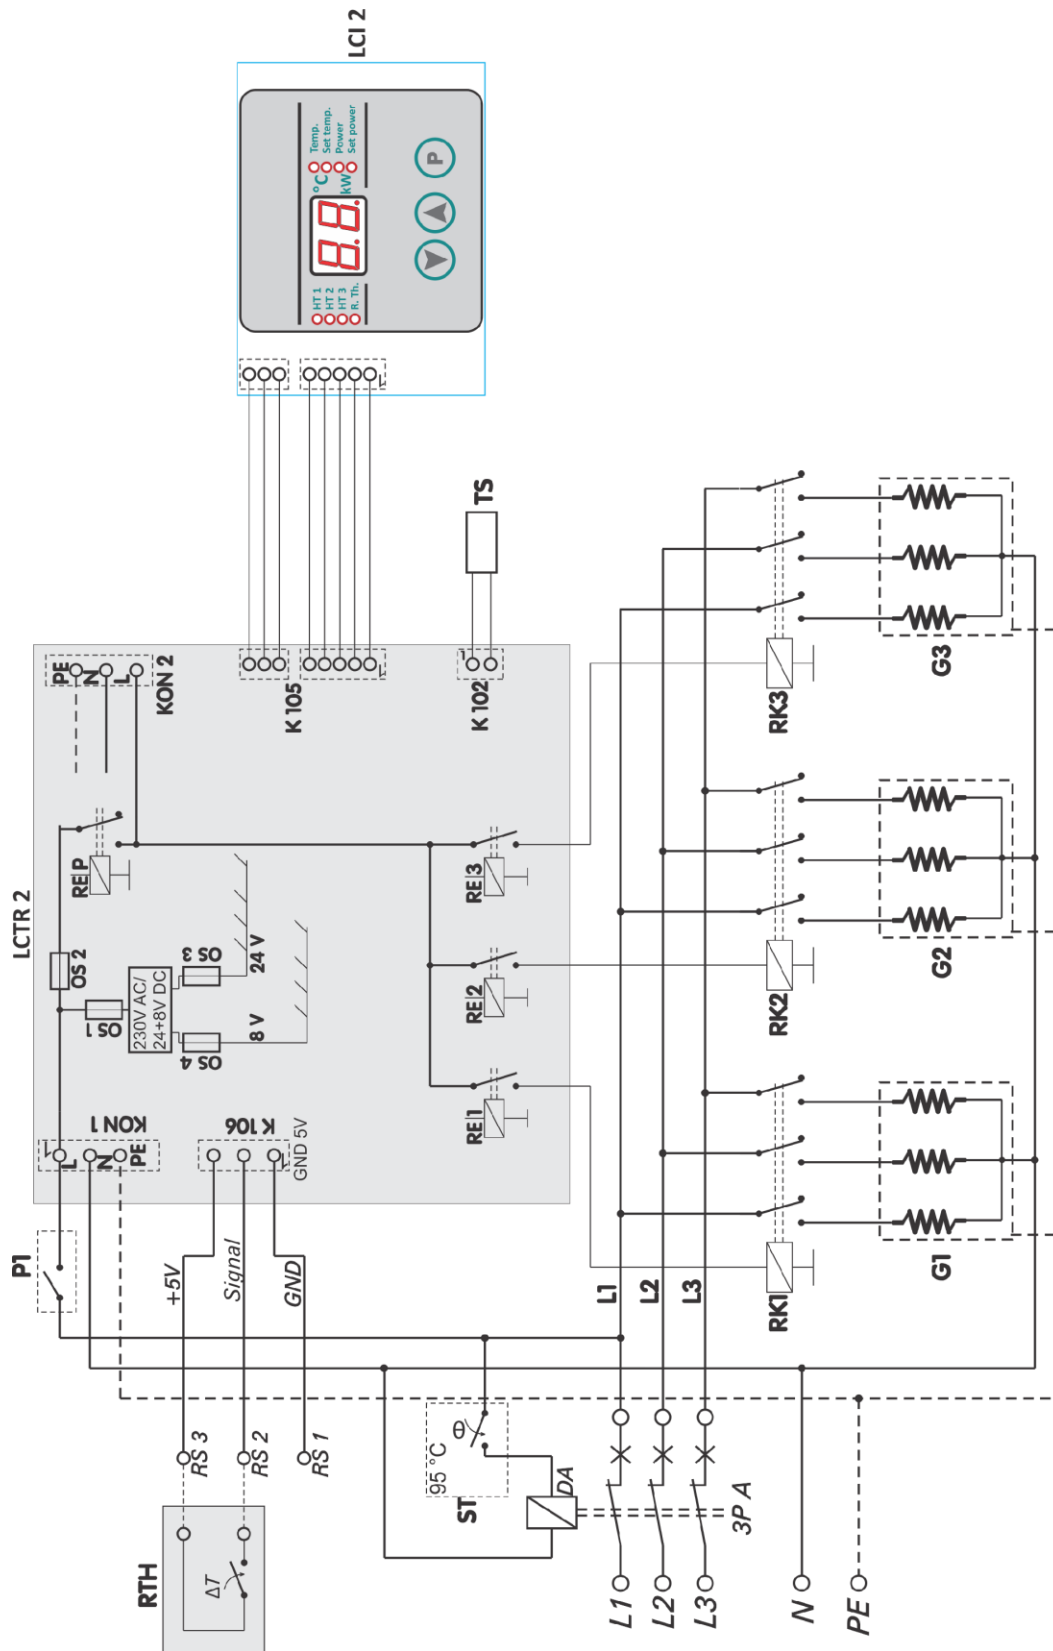 LCI 2
Temp.
Set temp.
Power
Set power
°C
kW
8.8.
HT 1
HT 2
HT 3
R. Th.
P
TS
LCTR 2
PE
N
L
KON 2
K 105
K 102
RE P
OS 2
OS 1
230V AC/
24+8V DC
OS 3
OS 4
24 V
8 V
RE 3
RE 2
RE 1
L
N
PE
KON 1
K 106
GND 5V
P1
+5V
Signal
GND
RS 3
RS 2
RS 1
RTH
ΔT
95 °C
θ
ST
DA
3P A
L1
L2
L3
L1
L2
L3
N
PE
RK1
RK2
RK3
G1
G2
G3